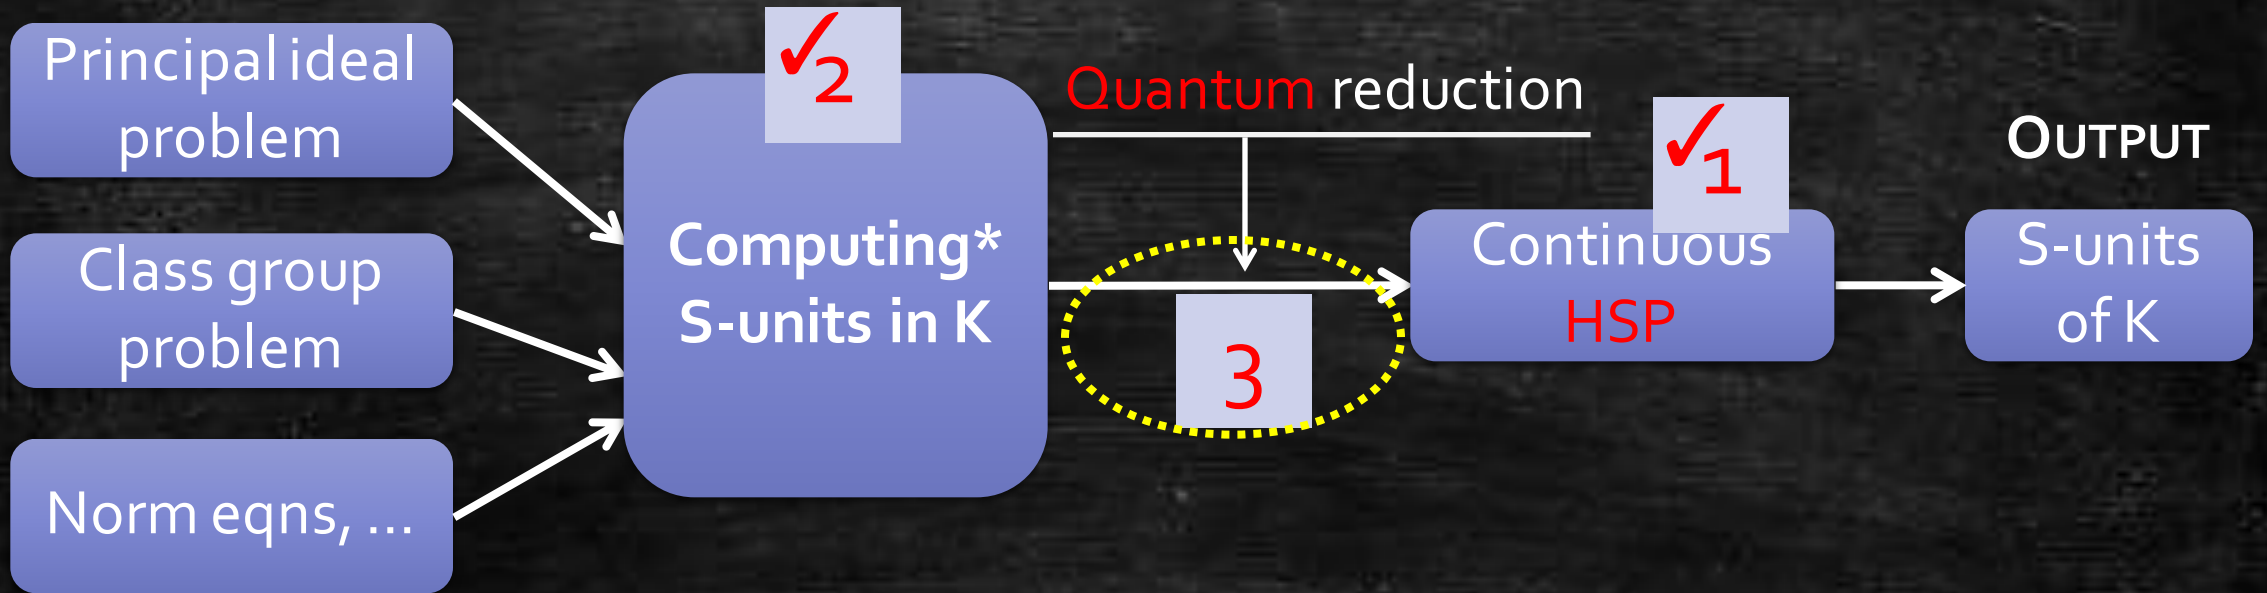 Principal ideal
problem
Class group
problem
Norm eqns, ...
✓2
Computing*
S-units in K
Quantum reduction
3
✓1
Continuous
HSP
OUTPUT
S-units
of K